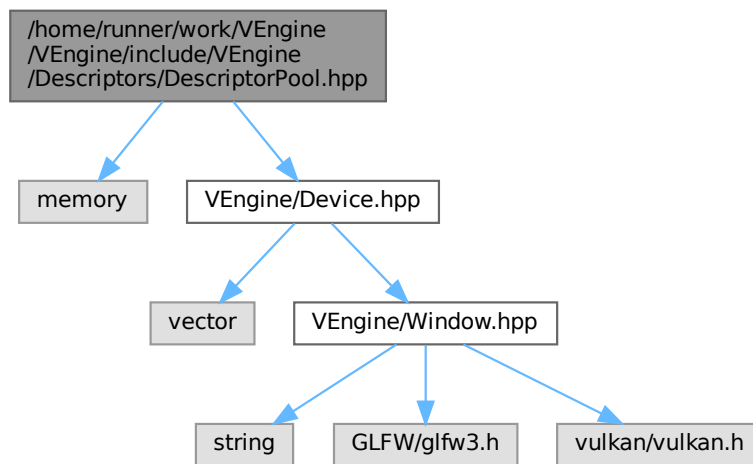 /home/runner/work/VEngine
/VEngine/include/VEngine
/Descriptors/DescriptorPool.hpp
memory
VEngine/Device.hpp
vector
VEngine/Window.hpp
string
GLFW/glfw3.h
vulkan/vulkan.h